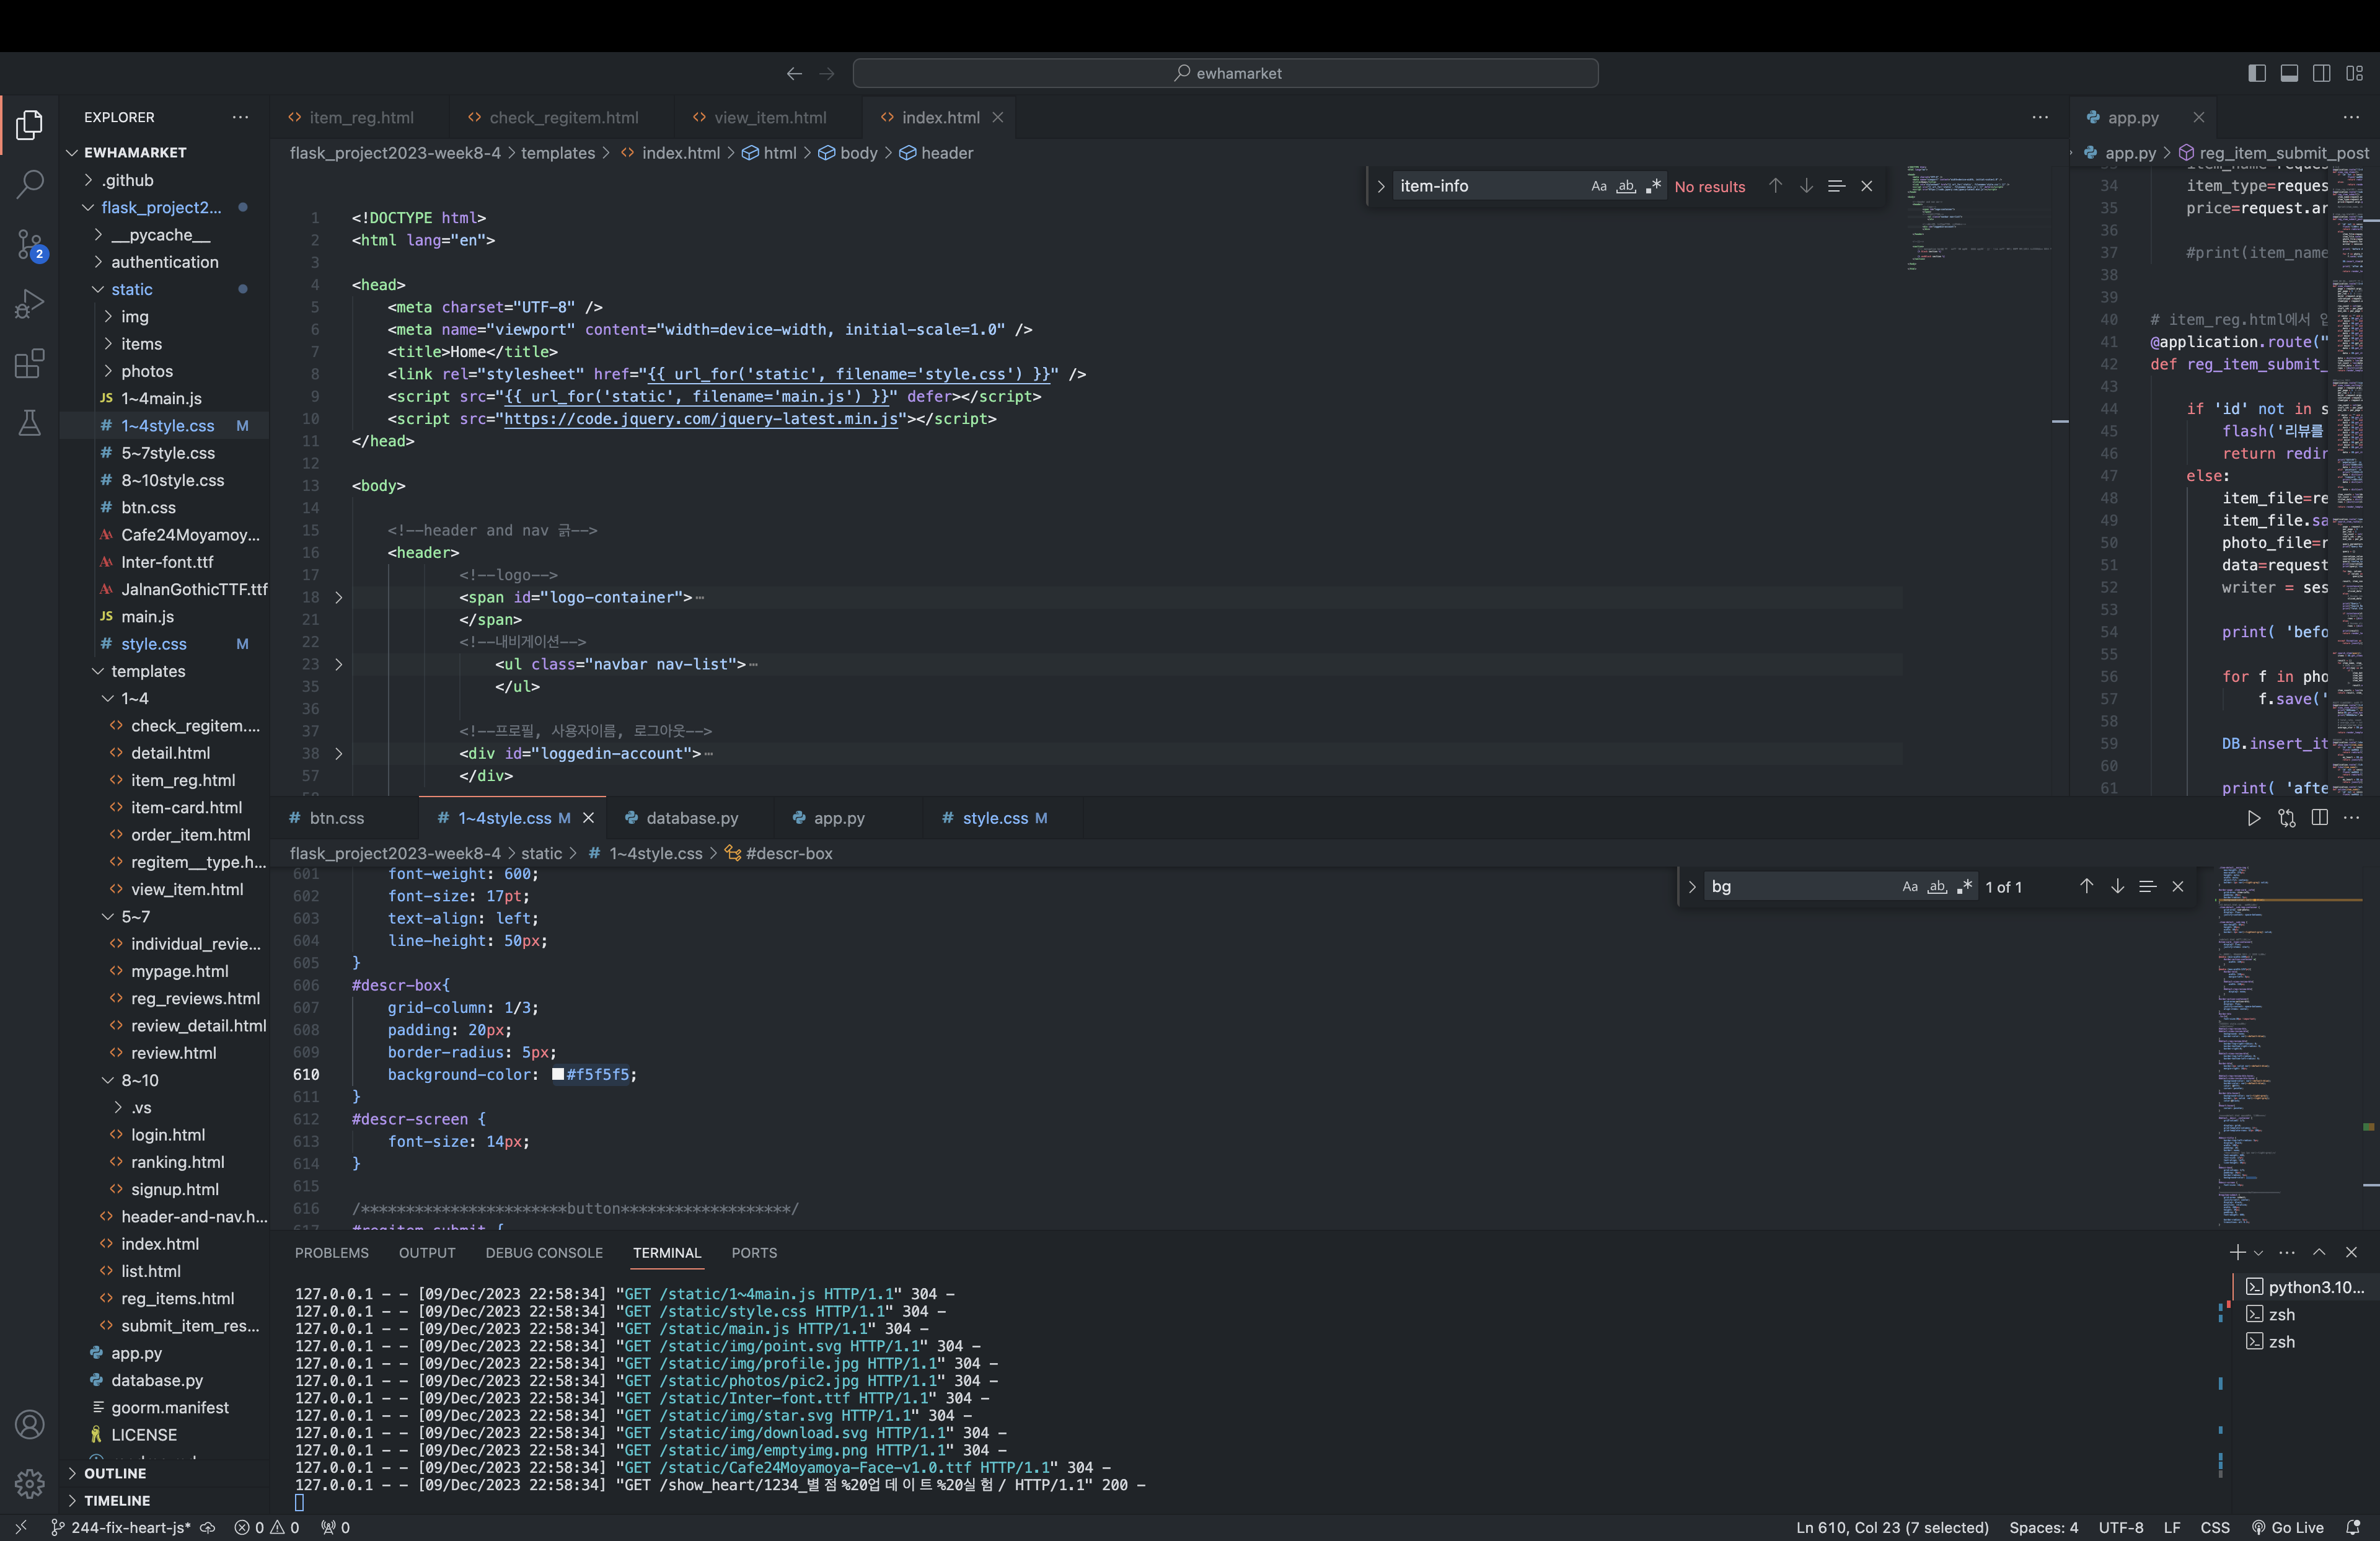 ewhamarket
EXPLORER
EWHAMARKET
.github
flask_project2...
__pycache__
authentication
static
img
items
photos
JS 1~4main.js
# 1~4style.css M
# 5~7style.css
# 8~10style.css
# btn.css
Cafe24Moyamoy...
Inter-font.ttf
JalnanGothicTTF.ttf
JS main.js
# style.css M
templates
1~4
check_regitem....
detail.html
item_reg.html
item-card.html
order_item.html
regitem__type.h...
view_item.html
5~7
individual_revie...
mypage.html
reg_reviews.html
review_detail.html
review.html
8~10
.vs
login.html
ranking.html
signup.html
header-and-nav.h...
index.html
list.html
reg_items.html
submit_item_res...
app.py
database.py
goorm.manifest
LICENSE
OUTLINE
TIMELINE
2
item_reg.html check_regitem.html view_item.html index.html
flask_project2023-week8-4 > templates > index.html > html > body > header
item-info Aa ab .* No results
1 <!DOCTYPE html>
2 <html lang="en">
3
4 <head>
5 <meta charset="UTF-8" />
6 <meta name="viewport" content="width=device-width, initial-scale=1.0" />
7 <title>Home</title>
8 <link rel="stylesheet" href="{{ url_for('static', filename='style.css') }}" />
9 <script src="{{ url_for('static', filename='main.js') }}" defer></script>
10 <script src="https://code.jquery.com/jquery-latest.min.js"></script>
11 </head>
12
13 <body>
14
15 <!--header and nav 긁-->
16 <header>
17 <!--logo-->
18 <span id="logo-container">…
21 </span>
22 <!--내비게이션-->
23 <ul class="navbar nav-list">…
35 </ul>
36
37 <!--프로필, 사용자이름, 로그아웃-->
38 <div id="loggedin-account">…
57 </div>
app.py
app.py > reg_item_submit_post
34 item_type=reques
35 price=request.ar
36
37 #print(item_name
38
39
40 # item_reg.html에서 입
41 @application.route("
42 def reg_item_submit_
43
44 if 'id' not in s
45 flash('리뷰를
46 return redir
47 else:
48 item_file=re
49 item_file.sa
50 photo_file=r
51 data=request
52 writer = ses
53
54 print( 'befo
55
56 for f in pho
57 f.save('
58
59 DB.insert_it
60
61 print( 'afte
# btn.css # 1~4style.css M database.py app.py # style.css M
flask_project2023-week8-4 > static > # 1~4style.css > #descr-box
bg Aa ab .* 1 of 1
601 font-weight: 600;
602 font-size: 17pt;
603 text-align: left;
604 line-height: 50px;
605 }
606 #descr-box{
607 grid-column: 1/3;
608 padding: 20px;
609 border-radius: 5px;
610 background-color: #f5f5f5;
611 }
612 #descr-screen {
613 font-size: 14px;
614 }
615
616 /***********************button*******************/
617 #regitem-submit {
PROBLEMS OUTPUT DEBUG CONSOLE TERMINAL PORTS
127.0.0.1 - - [09/Dec/2023 22:58:34] "GET /static/1~4main.js HTTP/1.1" 304 -
127.0.0.1 - - [09/Dec/2023 22:58:34] "GET /static/style.css HTTP/1.1" 304 -
127.0.0.1 - - [09/Dec/2023 22:58:34] "GET /static/main.js HTTP/1.1" 304 -
127.0.0.1 - - [09/Dec/2023 22:58:34] "GET /static/img/point.svg HTTP/1.1" 304 -
127.0.0.1 - - [09/Dec/2023 22:58:34] "GET /static/img/profile.jpg HTTP/1.1" 304 -
127.0.0.1 - - [09/Dec/2023 22:58:34] "GET /static/photos/pic2.jpg HTTP/1.1" 304 -
127.0.0.1 - - [09/Dec/2023 22:58:34] "GET /static/Inter-font.ttf HTTP/1.1" 304 -
127.0.0.1 - - [09/Dec/2023 22:58:34] "GET /static/img/star.svg HTTP/1.1" 304 -
127.0.0.1 - - [09/Dec/2023 22:58:34] "GET /static/img/download.svg HTTP/1.1" 304 -
127.0.0.1 - - [09/Dec/2023 22:58:34] "GET /static/img/emptyimg.png HTTP/1.1" 304 -
127.0.0.1 - - [09/Dec/2023 22:58:34] "GET /static/Cafe24Moyamoya-Face-v1.0.ttf HTTP/1.1" 304 -
127.0.0.1 - - [09/Dec/2023 22:58:34] "GET /show_heart/1234_별점%20업데이트%20실험/ HTTP/1.1" 200 -
python3.10...
zsh
zsh
244-fix-heart-js* 0 0 0 Ln 610, Col 23 (7 selected) Spaces: 4 UTF-8 LF CSS Go Live